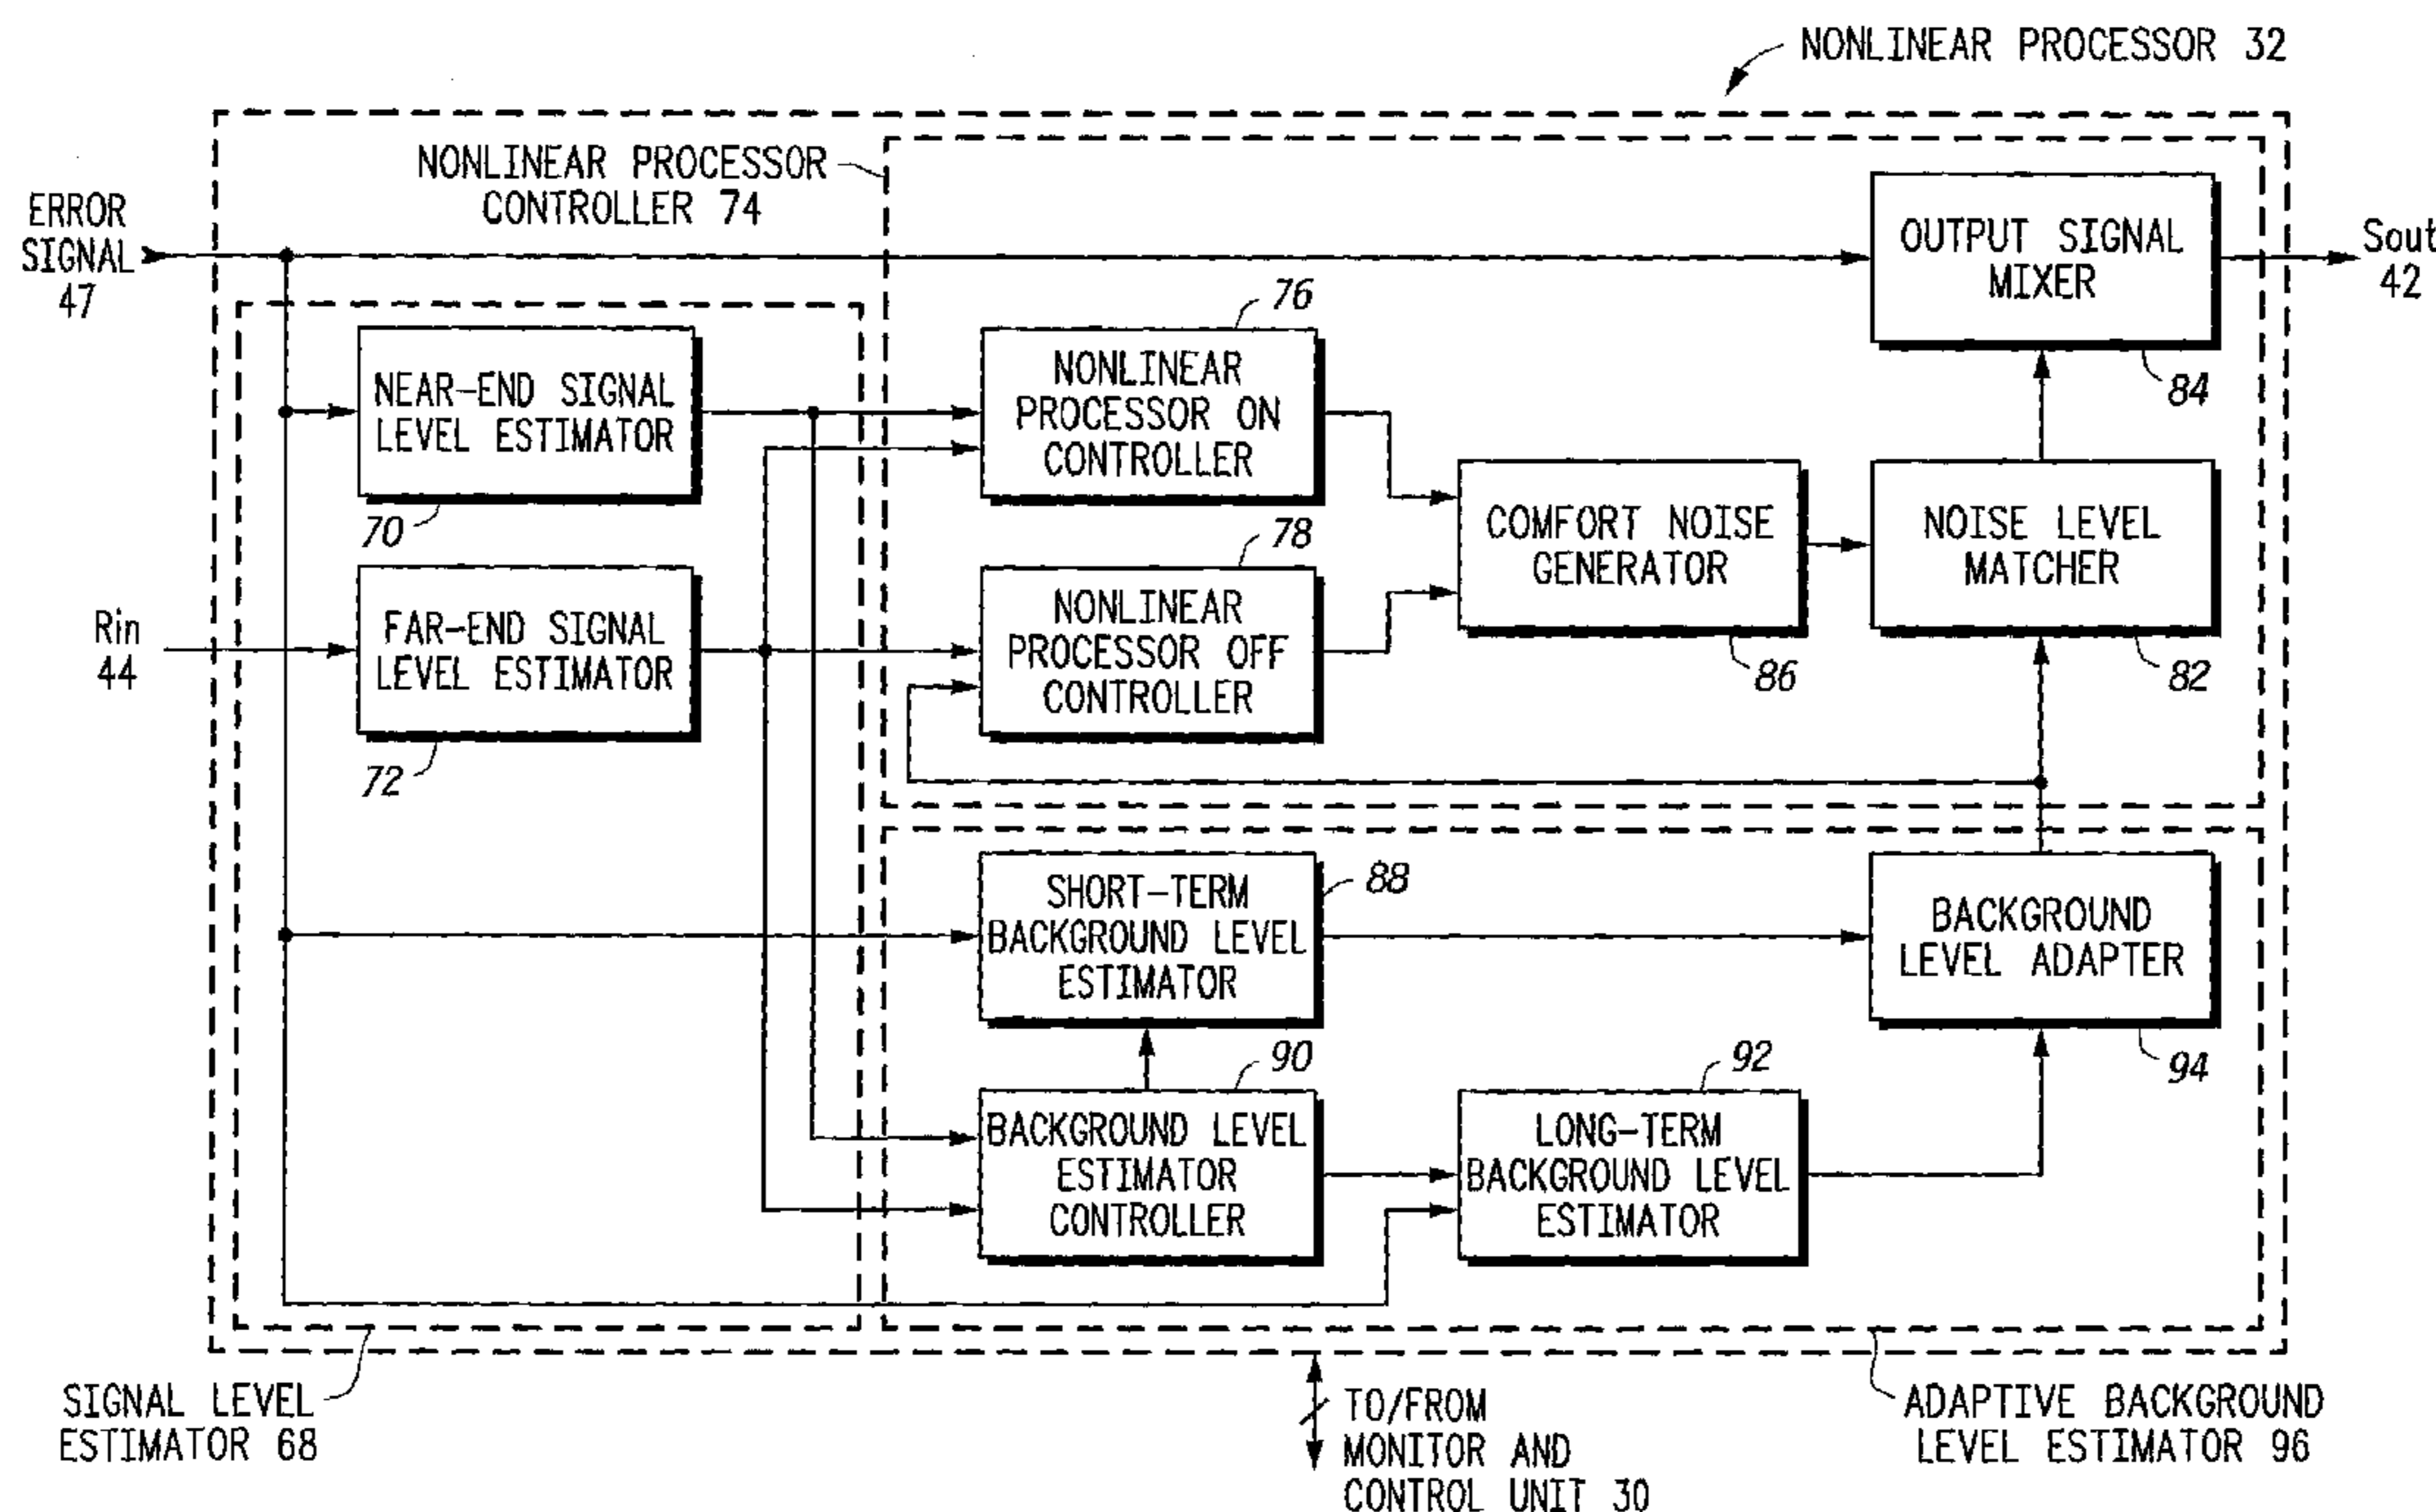 NONLINEAR PROCESSOR 32
NONLINEAR PROCESSOR
CONTROLLER 74
ERROR
SIGNAL
47
OUTPUT SIGNAL
MIXER
84
Sout
42
NEAR-END SIGNAL
LEVEL ESTIMATOR
70
76
NONLINEAR
PROCESSOR ON
CONTROLLER
COMFORT NOISE
GENERATOR
86
NOISE LEVEL
MATCHER
82
Rin
44
FAR-END SIGNAL
LEVEL ESTIMATOR
72
78
NONLINEAR
PROCESSOR OFF
CONTROLLER
SHORT-TERM
BACKGROUND LEVEL
ESTIMATOR
88
BACKGROUND
LEVEL ADAPTER
94
90
BACKGROUND LEVEL
ESTIMATOR
CONTROLLER
92
LONG-TERM
BACKGROUND LEVEL
ESTIMATOR
SIGNAL LEVEL
ESTIMATOR 68
TO/FROM
MONITOR AND
CONTROL UNIT 30
ADAPTIVE BACKGROUND
LEVEL ESTIMATOR 96